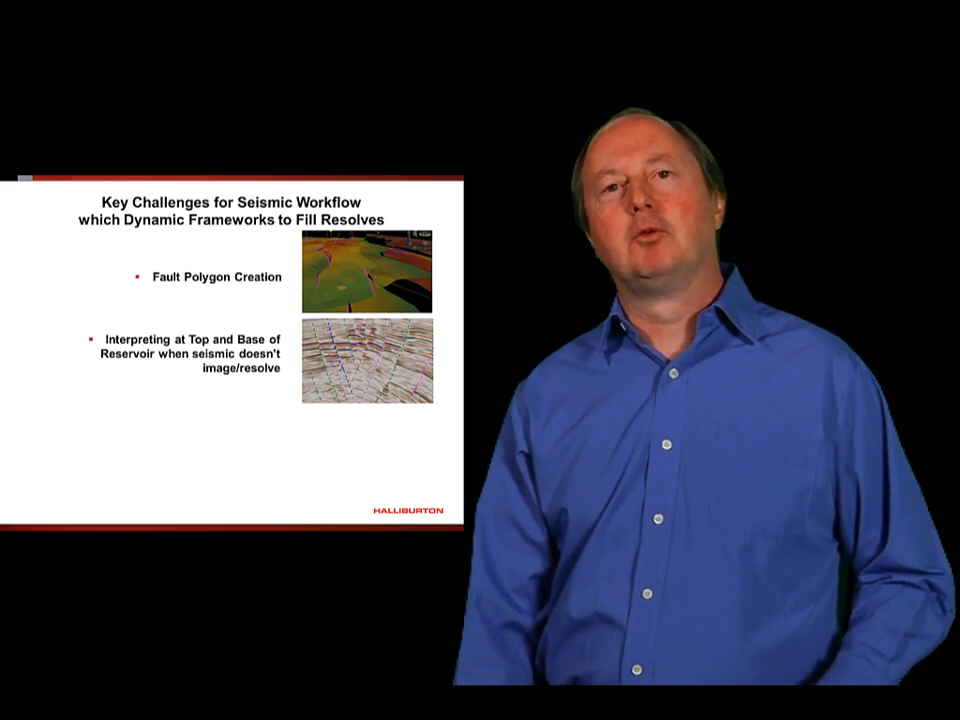 Key Challenges for Seismic Workflow
which Dynamic Frameworks to Fill Resolves
▪ Fault Polygon Creation
▪ Interpreting at Top and Base of
Reservoir when seismic doesn't
image/resolve
HALLIBURTON